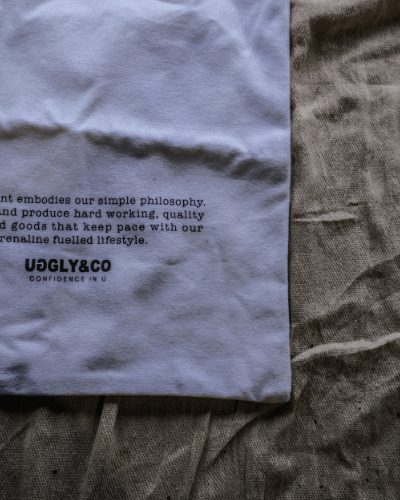 nt embodies our simple philosophy.
and produce hard working, quality
d goods that keep pace with our
renaline fuelled lifestyle.
UGGLY&CO
CONFIDENCE IN U